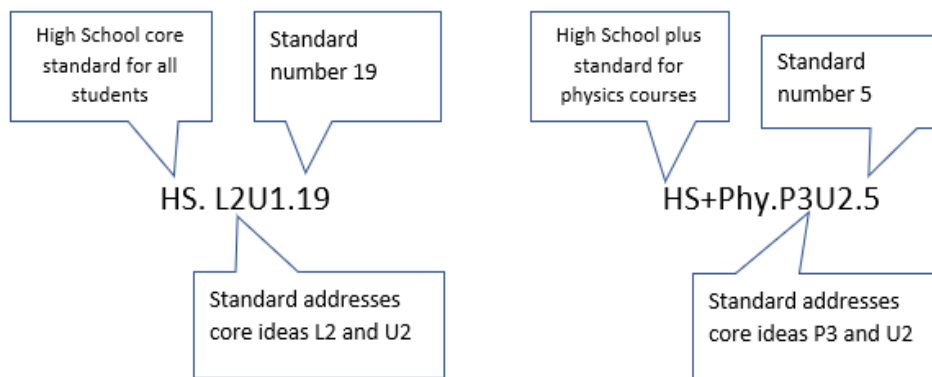 High School core
standard for all
students
Standard
number 19
High School plus
standard for
physics courses
Standard
number 5
HS. L2U1.19
HS+Phy.P3U2.5
Standard addresses
core ideas L2 and U2
Standard addresses
core ideas P3 and U2